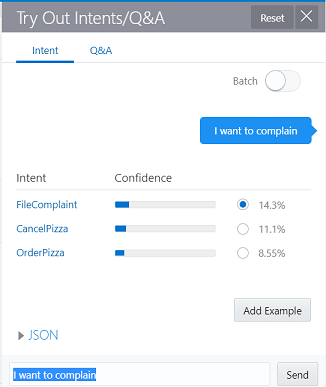 Try Out Intents/Q&A Reset
Intent Q&A
Batch
I want to complain
Intent Confidence
FileComplaint 14.3%
CancelPizza 11.1%
OrderPizza 8.55%
Add Example
JSON
I want to complain Send